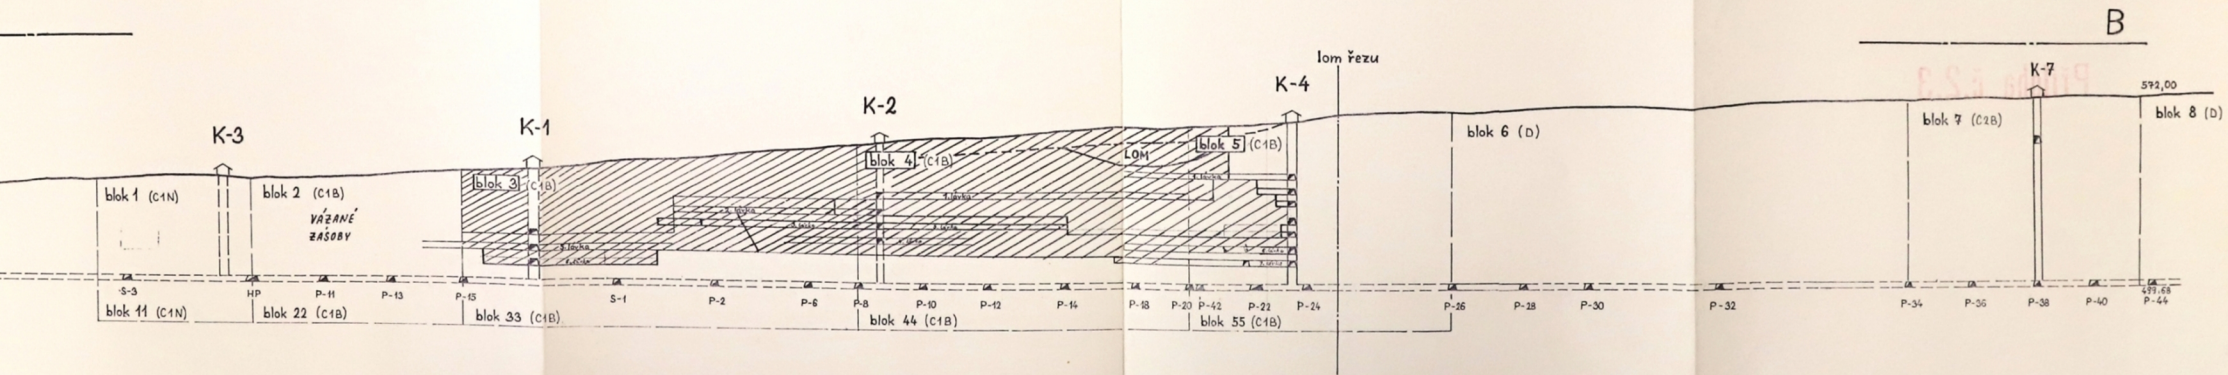 B
lom řezu
K-3
K-1
K-2
K-4
K-7
572,00
blok 1 (C1N)
blok 2 (C1B)
VÁZANÉ
ZÁSOBY
blok 3 (C1B)
blok 4 (C1B)
LOM
blok 5 (C1B)
blok 6 (D)
blok 7 (C2B)
blok 8 (D)
1. lávka
S-3
HP
P-11
P-13
P-15
S-1
P-2
P-6
P-8
P-10
P-12
P-14
P-18
P-20
P-42
P-22
P-24
P-26
P-28
P-30
P-32
P-34
P-36
P-38
P-40
P-44
blok 11 (C1N)
blok 22 (C1B)
blok 33 (C1B)
blok 44 (C1B)
blok 55 (C1B)